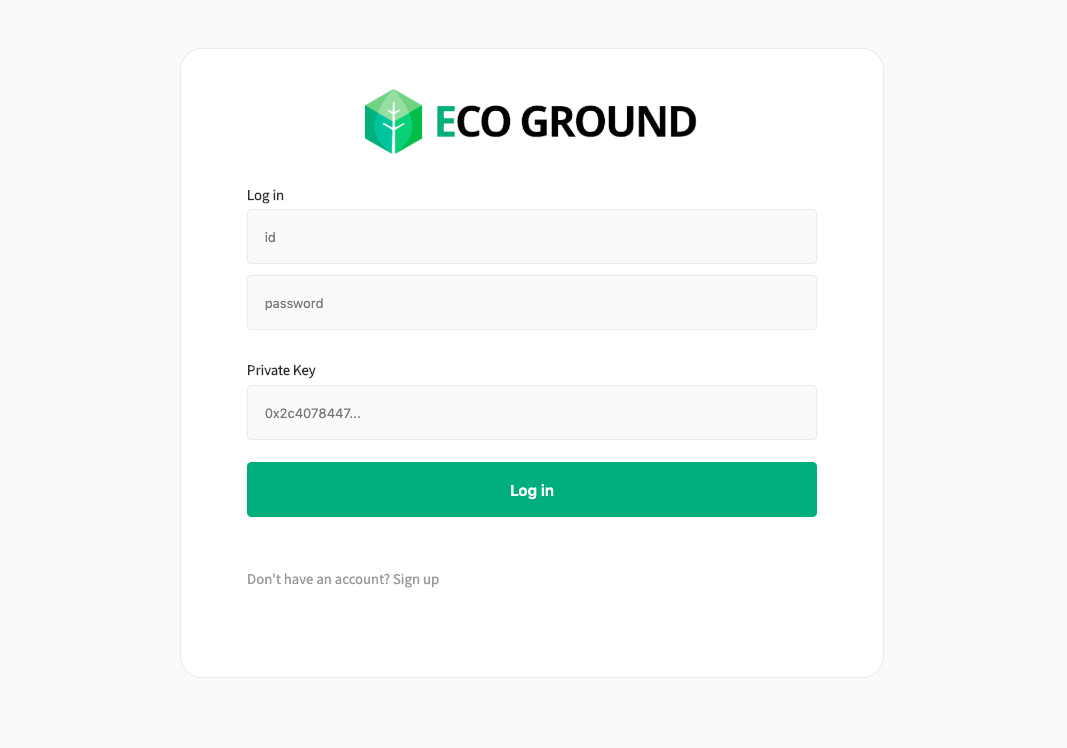 ECO GROUND
Log in
id
password
Private Key
0x2c4078447...
Log in
Don't have an account? Sign up